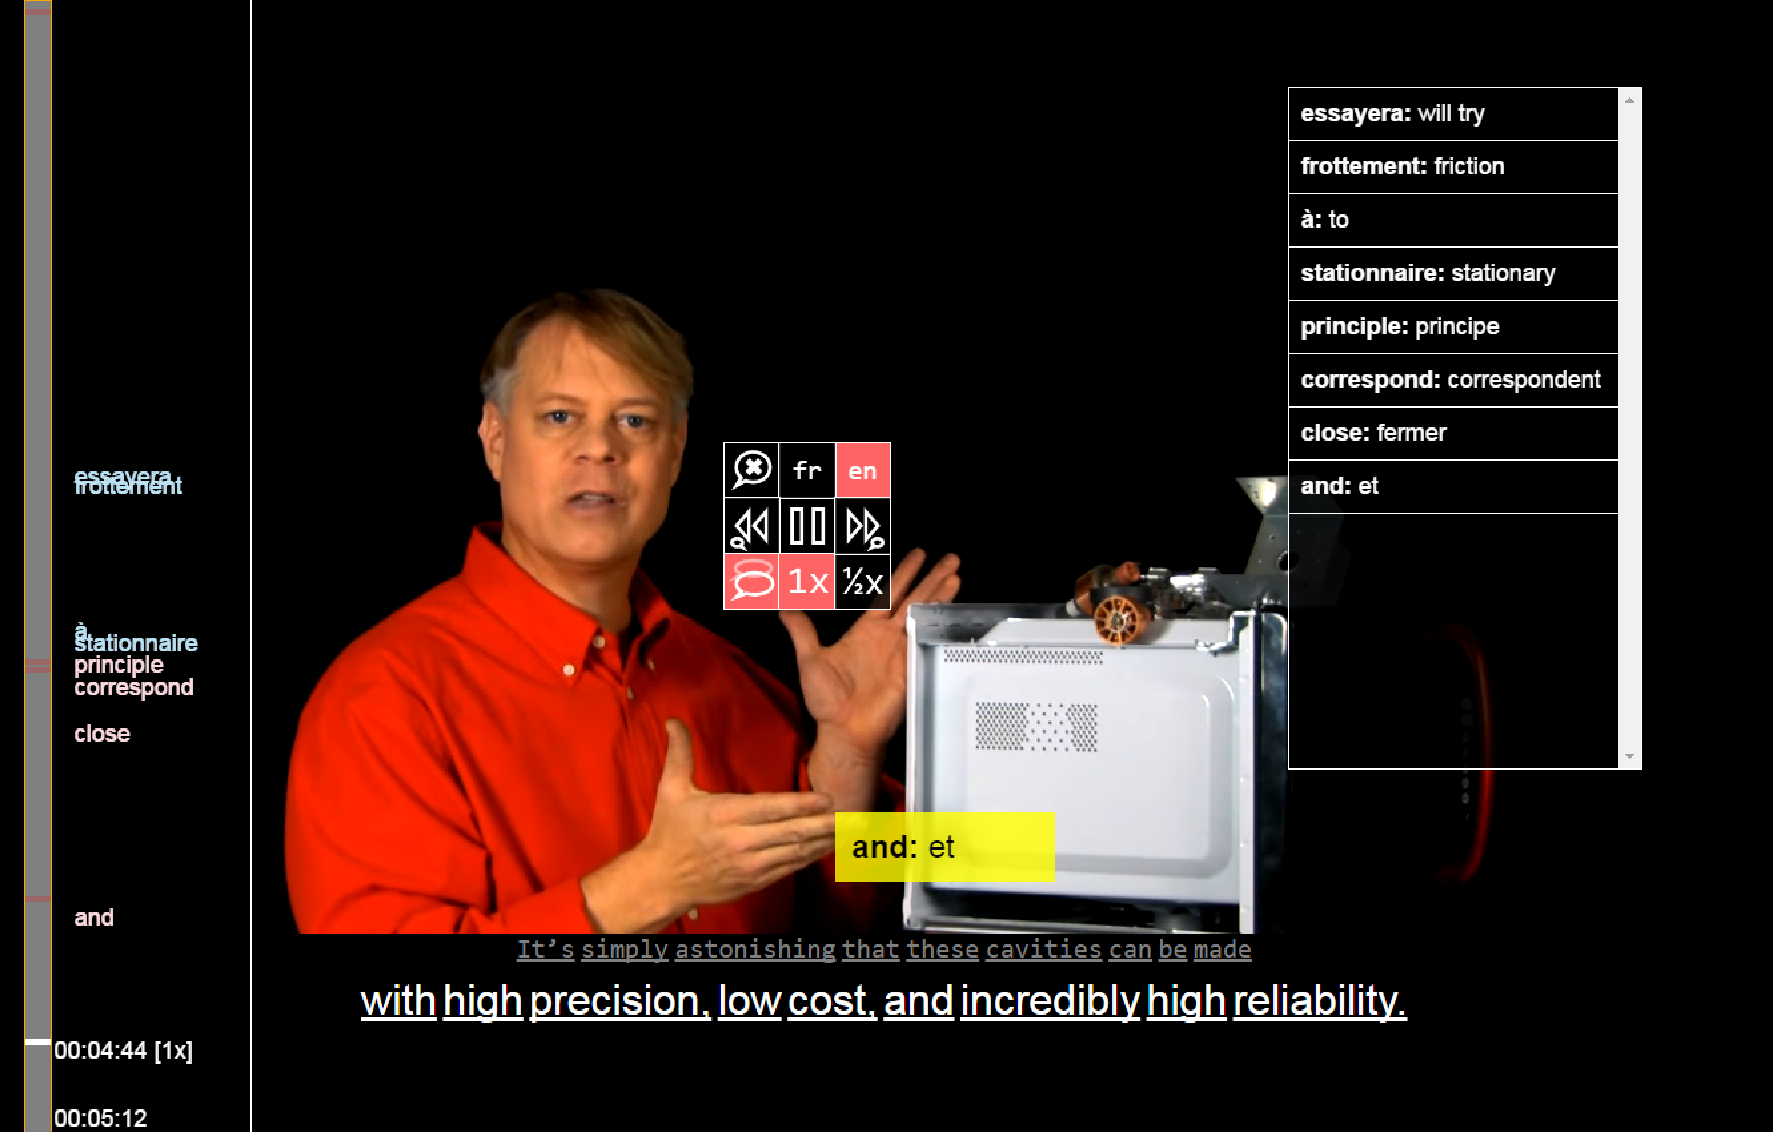 essayera
frottement
à
stationnaire
principle
correspond
close
and
00:04:44 [1x]
00:05:12
fr en
1x ½x
essayera: will try
frottement: friction
à: to
stationnaire: stationary
principle: principe
correspond: correspondent
close: fermer
and: et
and: et
It's simply astonishing that these cavities can be made
with high precision, low cost, and incredibly high reliability.